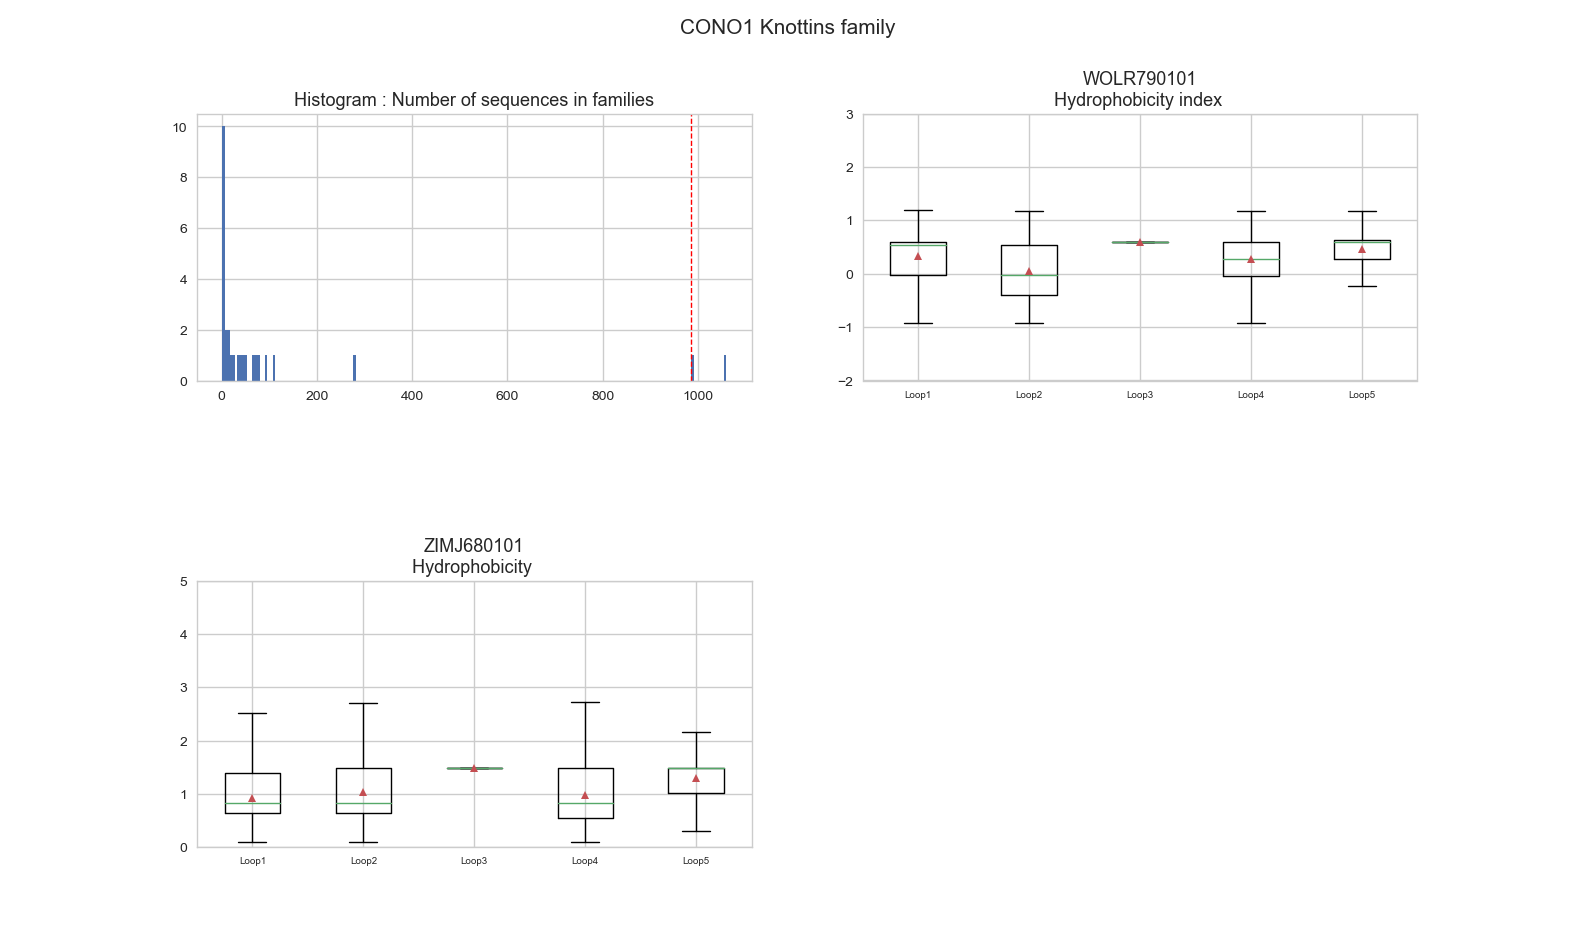 CONO1 Knottins family
Histogram : Number of sequences in families
10
8
6
4
2
0
0 200 400 600 800 1000
WOLR790101
Hydrophobicity index
3
2
1
0
−1
−2
Loop1 Loop2 Loop3 Loop4 Loop5
ZIMJ680101
Hydrophobicity
5
4
3
2
1
0
Loop1 Loop2 Loop3 Loop4 Loop5